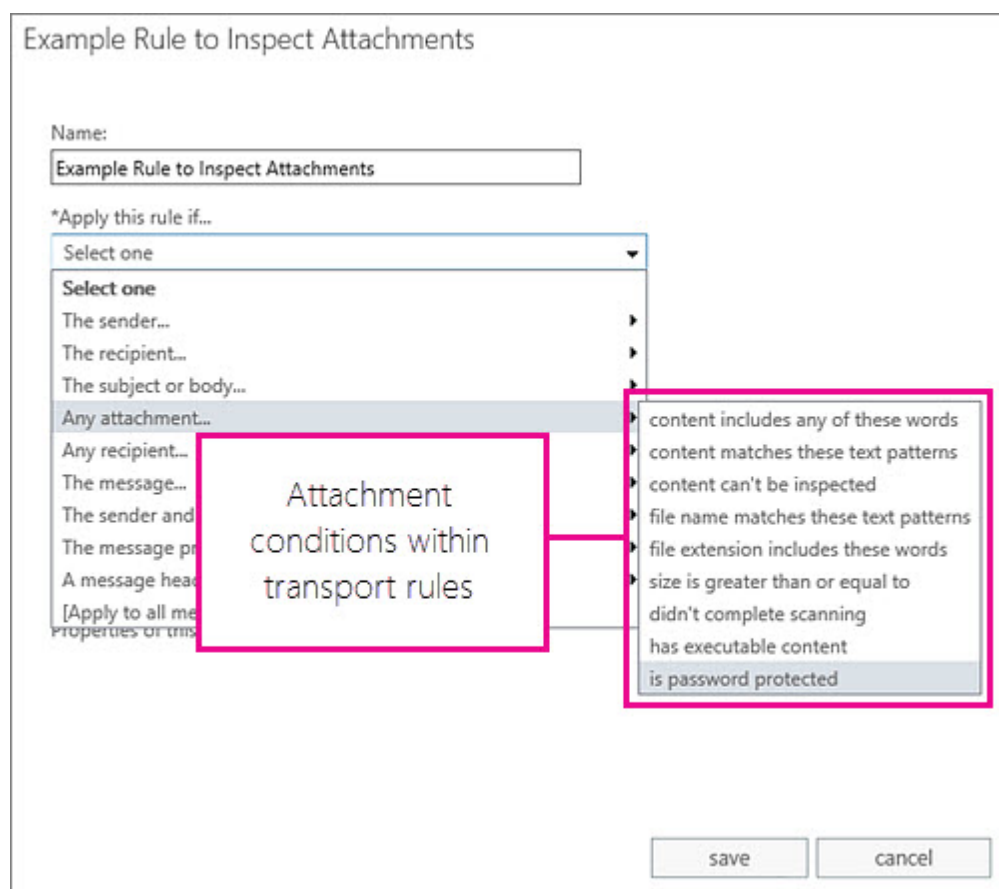 Example Rule to Inspect Attachments
Name:
Example Rule to Inspect Attachments
*Apply this rule if...
Select one
Select one
The sender...
The recipient...
The subject or body...
Any attachment...
Any recipient...
The message...
The sender and
The message pr
A message head
[Apply to all me
Properties of this
Attachment
conditions within
transport rules
content includes any of these words
content matches these text patterns
content can't be inspected
file name matches these text patterns
file extension includes these words
size is greater than or equal to
didn't complete scanning
has executable content
is password protected
save
cancel